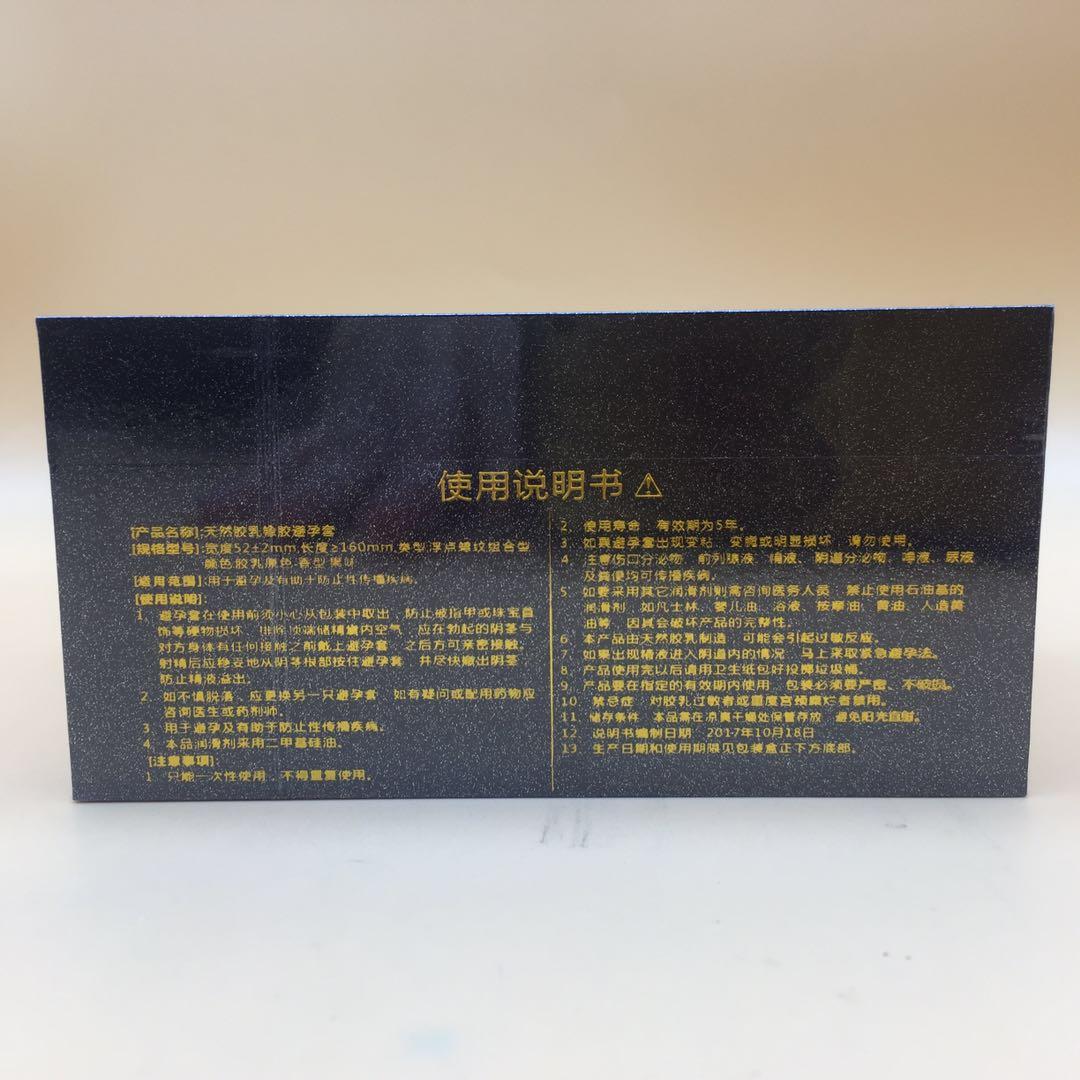 使用说明书
[产品名称]:天然胶乳橡胶避孕套
[规格型号]:宽度52±2mm,长度≥160mm,类型:浮点螺纹组合型
颜色:胶乳原色 香型:果味
[适用范围]:用于避孕及有助于防止性传播疾病。
[使用说明]:
1、避孕套在使用前须小心从包装中取出,防止被指甲或珠宝首
饰等硬物损坏,排除顶端储精囊内空气,应在勃起的阴茎与
对方身体有任何接触之前戴上避孕套,之后方可亲密接触。
射精后应稳妥地从阴茎根部按住避孕套,并尽快撤出阴茎,
防止精液溢出。
2、如不慎脱落,应更换另一只避孕套,如有疑问或配用药物应
咨询医生或药剂师。
3、用于避孕及有助于防止性传播疾病。
4、本品润滑剂采用二甲基硅油。
[注意事项]:
1、只能一次性使用,不得重复使用。
2、使用寿命:有效期为5年。
3、如果避孕套出现变粘、变脆或明显损坏,请勿使用。
4、注意伤口分泌物、前列腺液、精液、阴道分泌物、唾液、尿液
及粪便均可传播疾病。
5、如要采用其它润滑剂则需咨询医务人员,禁止使用石油基的
润滑剂,如凡士林、婴儿油、浴液、按摩油、黄油、人造美
油等,因其会破坏产品的完整性。
6、本产品由天然胶乳制造,可能会引起过敏反应。
7、如果出现精液进入阴道内的情况,马上采取紧急避孕法。
8、产品使用完以后请用卫生纸包好投掷垃圾桶。
9、产品要在指定的有效期内使用,包装必须要严密、不破损。
10、禁忌症:对胶乳过敏者或重度宫颈糜烂者禁用。
11、储存条件:本品需在凉爽干燥处保管存放,避免阳光直射。
12、说明书编制日期:2017年10月18日
13、生产日期和使用期限见包装盒正下方底部。